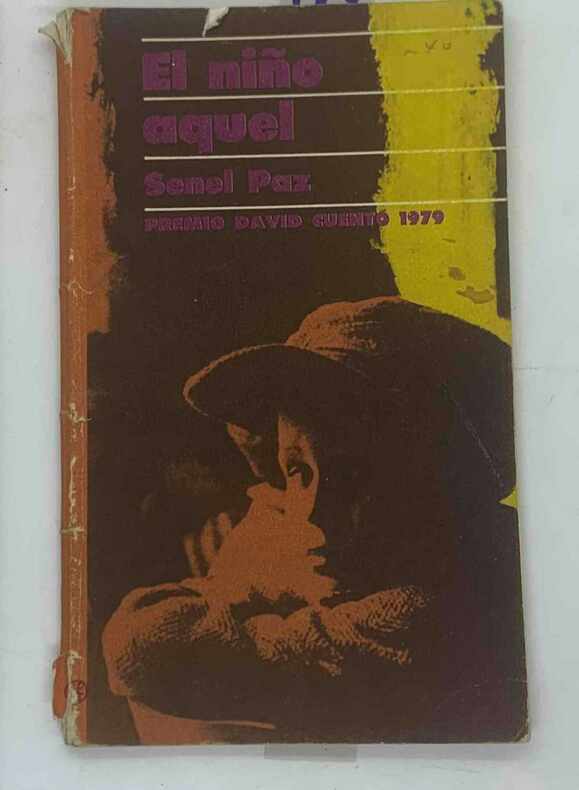 El niño
aquel
Senel Paz
PREMIO DAVID CUENTO 1979